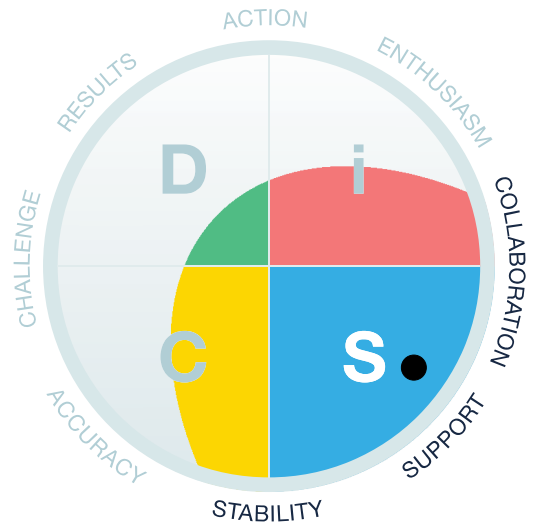 ACTION
ENTHUSIASM
RESULTS
D
i
COLLABORATION
CHALLENGE
C
S
ACCURACY
SUPPORT
STABILITY